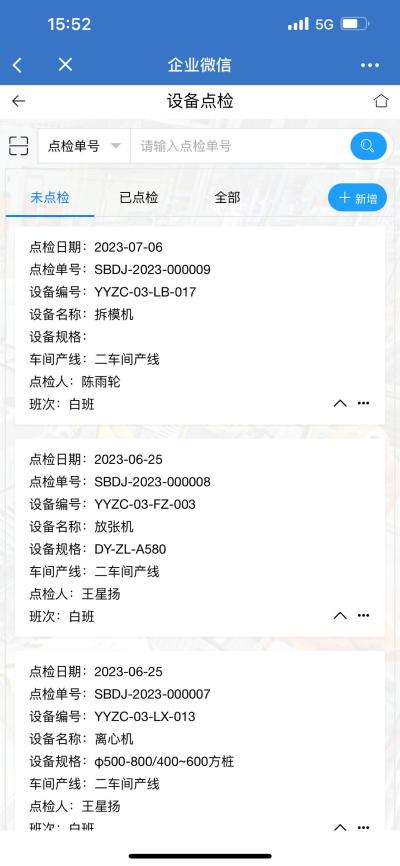 15:52
5G
企业微信
设备点检
点检单号
请输入点检单号
未点检
已点检
全部
新增
点检日期：2023-07-06
点检单号：SBDJ-2023-000009
设备编号：YYZC-03-LB-017
设备名称：拆模机
设备规格：
车间产线：二车间产线
点检人：陈雨轮
班次：白班
点检日期：2023-06-25
点检单号：SBDJ-2023-000008
设备编号：YYZC-03-FZ-003
设备名称：放张机
设备规格：DY-ZL-A580
车间产线：二车间产线
点检人：王星扬
班次：白班
点检日期：2023-06-25
点检单号：SBDJ-2023-000007
设备编号：YYZC-03-LX-013
设备名称：离心机
设备规格：φ500-800/400~600方桩
车间产线：二车间产线
点检人：王星扬
班次：白班